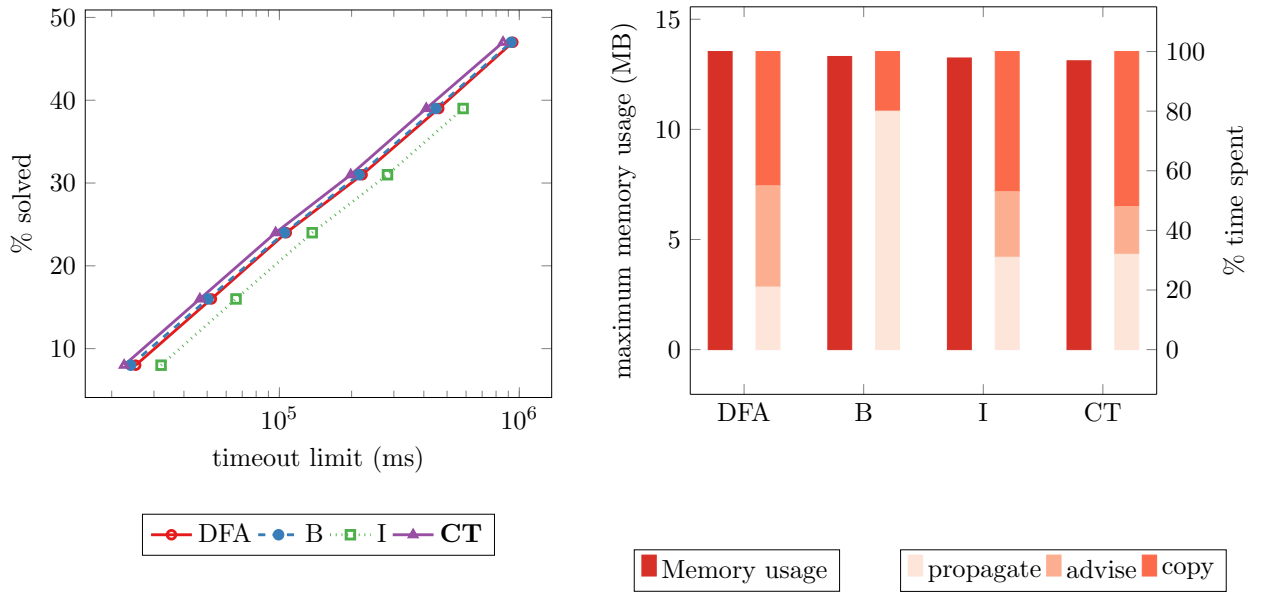 50
40
30
20
10
% solved
10^5
10^6
timeout limit (ms)
DFA B I CT
15
10
5
0
maximum memory usage (MB)
100
80
60
40
20
0
% time spent
DFA B I CT
Memory usage
propagate advise copy